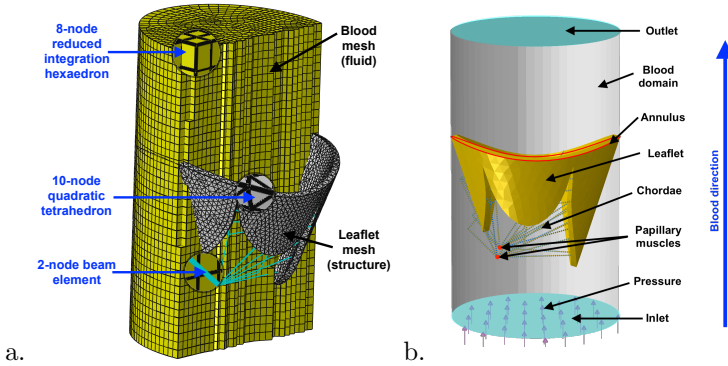 8-node
reduced
integration
hexaedron
Blood
mesh
(fluid)
10-node
quadratic
tetrahedron
Leaflet
mesh
(structure)
2-node beam
element
a.
Outlet
Blood
domain
Annulus
Leaflet
Chordae
Papillary
muscles
Pressure
Inlet
Blood direction
b.